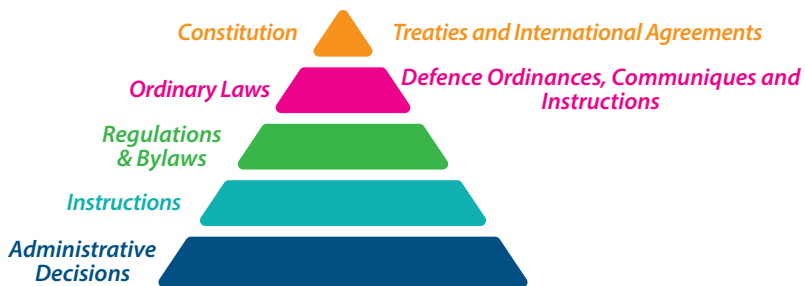 Constitution
Treaties and International Agreements
Ordinary Laws
Defence Ordinances, Communiques and
Instructions
Regulations
& Bylaws
Instructions
Administrative
Decisions